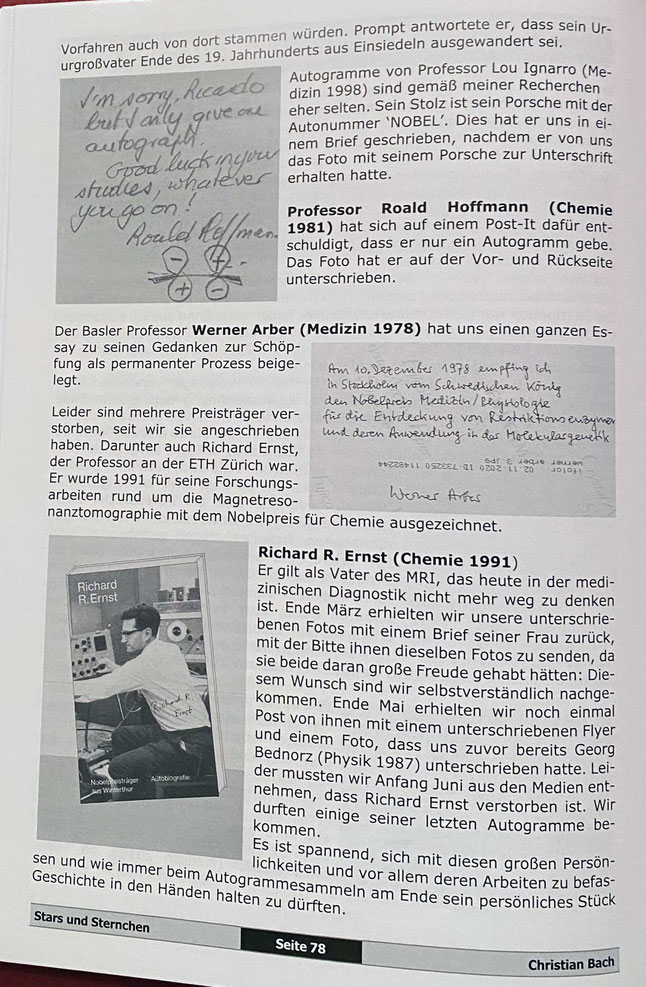 Vorfahren auch von dort stammen würden. Prompt antwortete er, dass sein Ur-
urgroßvater Ende des 19. Jahrhunderts aus Einsiedeln ausgewandert sei.
I'm sorry, Ricardo
but I only give one
autograph.
Good luck in your
studies, whatever
you go on!
Roald Hoffmann
Autogramme von Professor Lou Ignarro (Me-
dizin 1998) sind gemäß meiner Recherchen
eher selten. Sein Stolz ist sein Porsche mit der
Autonummer ‘NOBEL’. Dies hat er uns in ei-
nem Brief geschrieben, nachdem er von uns
das Foto mit seinem Porsche zur Unterschrift
erhalten hatte.
Professor Roald Hoffmann (Chemie
1981) hat sich auf einem Post-It dafür ent-
schuldigt, dass er nur ein Autogramm gebe.
Das Foto hat er auf der Vor- und Rückseite
unterschrieben.
Der Basler Professor Werner Arber (Medizin 1978) hat uns einen ganzen Es-
say zu seinen Gedanken zur Schöp-
fung als permanenter Prozess beige-
legt.
Am 10. Dezember 1978 empfing ich
in Stockholm vom Schwedischen König
den Nobelpreis Medizin/Physiologie
für die Entdeckung von Restriktionsenzymen
und deren Anwendung in der Molekulargenetik
werner arber 3.jpg
fotor 02.11.2020 ID-733250 11482244
Werner Arber
Leider sind mehrere Preisträger ver-
storben, seit wir sie angeschrieben
haben. Darunter auch Richard Ernst,
der Professor an der ETH Zürich war.
Er wurde 1991 für seine Forschungs-
arbeiten rund um die Magnetreso-
nanztomographie mit dem Nobelpreis für Chemie ausgezeichnet.
Richard
R. Ernst
Richard R.
Ernst
Nobelpreisträger
aus Winterthur
Autobiografie
Richard R. Ernst (Chemie 1991)
Er gilt als Vater des MRI, das heute in der medi-
zinischen Diagnostik nicht mehr weg zu denken
ist. Ende März erhielten wir unsere unterschrie-
benen Fotos mit einem Brief seiner Frau zurück,
mit der Bitte ihnen dieselben Fotos zu senden, da
sie beide daran große Freude gehabt hätten: Die-
sem Wunsch sind wir selbstverständlich nachge-
kommen. Ende Mai erhielten wir noch einmal
Post von ihnen mit einem unterschriebenen Flyer
und einem Foto, dass uns zuvor bereits Georg
Bednorz (Physik 1987) unterschrieben hatte. Lei-
der mussten wir Anfang Juni aus den Medien ent-
nehmen, dass Richard Ernst verstorben ist. Wir
durften einige seiner letzten Autogramme be-
kommen.
Es ist spannend, sich mit diesen großen Persön-
lichkeiten und vor allem deren Arbeiten zu befas-
sen und wie immer beim Autogrammesammeln am Ende sein persönliches Stück
Geschichte in den Händen halten zu dürften.
Stars und Sternchen
Seite 78
Christian Bach